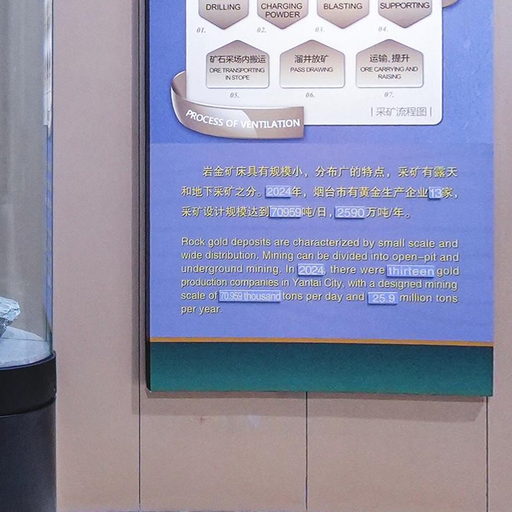 DRILLING
CHARGING
POWDER
BLASTING
SUPPORTING
01.
02.
03.
04.
矿石采场内搬运
ORE TRANSPORTING
IN STOPE
溜井放矿
PASS DRAWING
运输、提升
ORE CARRYING AND
RAISING
05.
06.
07.
PROCESS OF VENTILATION
采矿流程图
岩金矿床具有规模小，分布广的特点，采矿有露天
和地下采矿之分。2024年，烟台市有黄金生产企业13家，
采矿设计规模达到70959吨/日，2590万吨/年。
Rock gold deposits are characterized by small scale and
wide distribution. Mining can be divided into open-pit and
underground mining. In 2024, there were thirteen gold
production companies in Yantai City, with a designed mining
scale of 70.959 thousand tons per day and 25.9 million tons
per year.